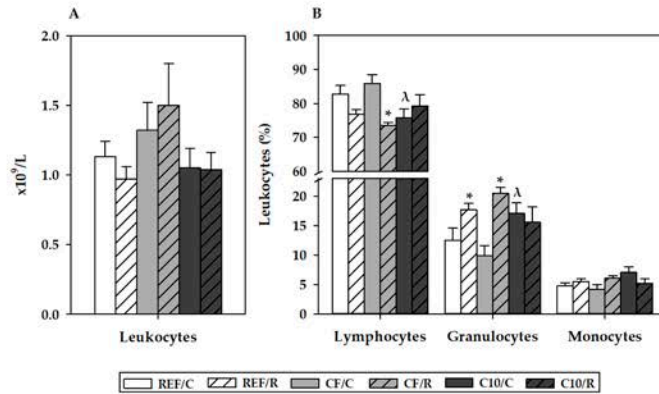 A
B
2.0
1.5
1.0
0.5
0.0
x10⁹/L
Leukocytes
100
90
80
70
60
20
15
10
5
0
Leukocytes (%)
* λ
* * λ
Lymphocytes Granulocytes Monocytes
REF/C REF/R CF/C CF/R C10/C C10/R